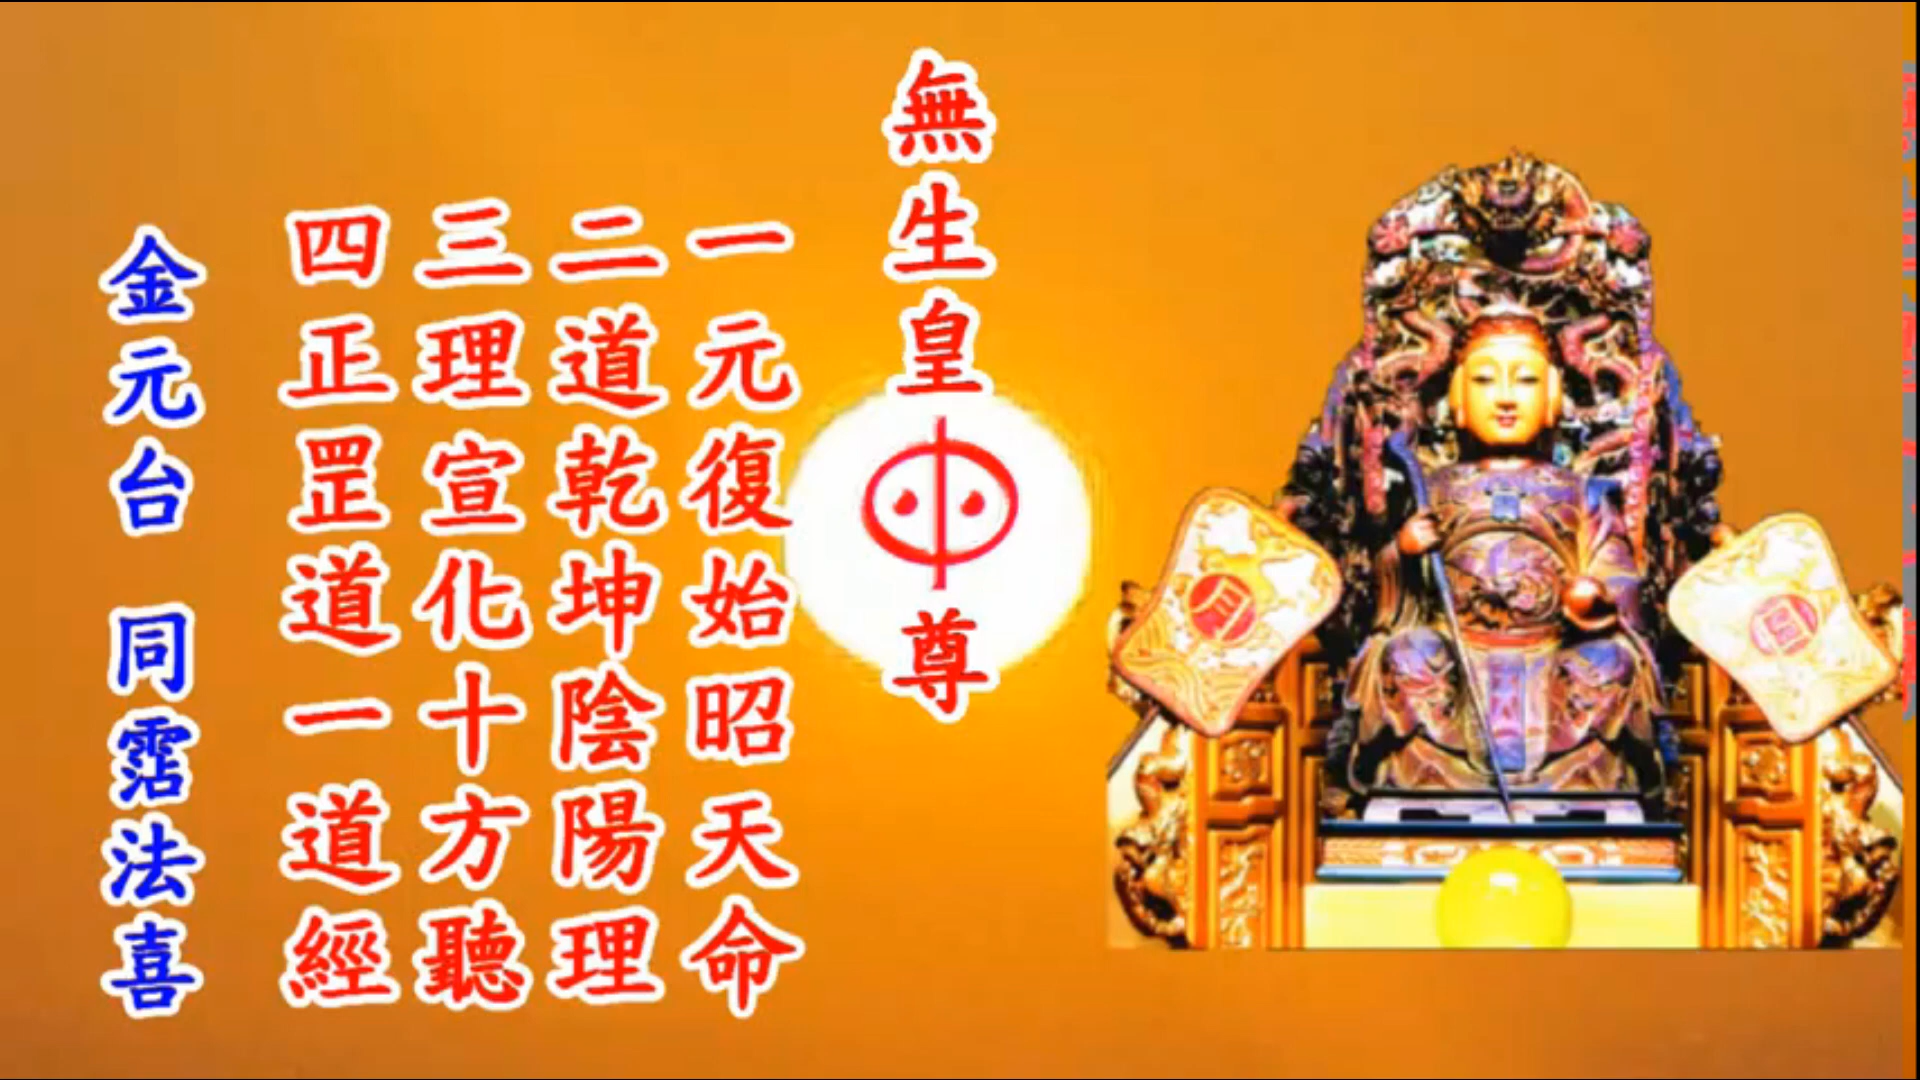 無生皇尊
一元復始昭天命
二道乾坤陰陽理
三理宣化十方聽
四正罡道一道經
金元台 同霑法喜